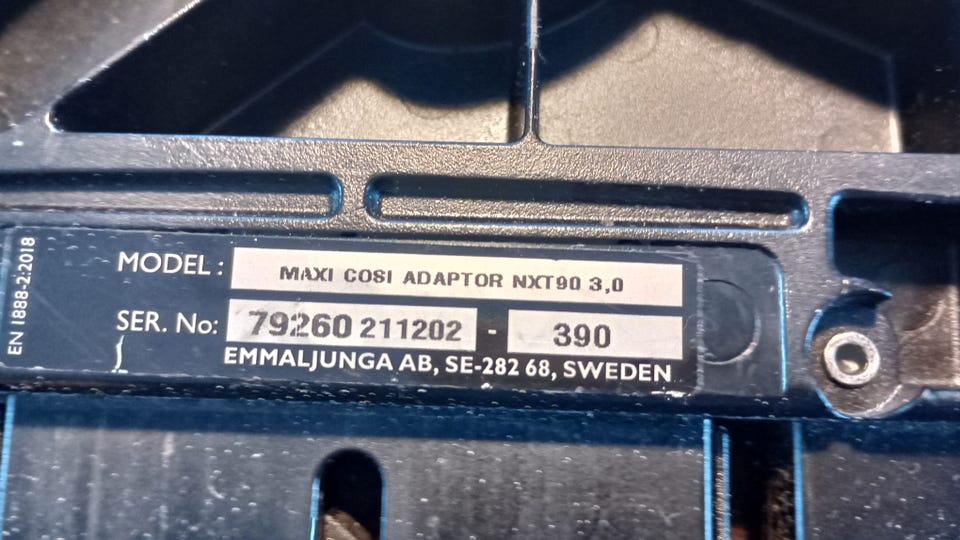 MODEL: MAXI COSI ADAPTOR NXT90 3,0
SER. No: 79260 211202 - 390
EMMALJUNGA AB, SE-282 68, SWEDEN
EN 1888-2:2018